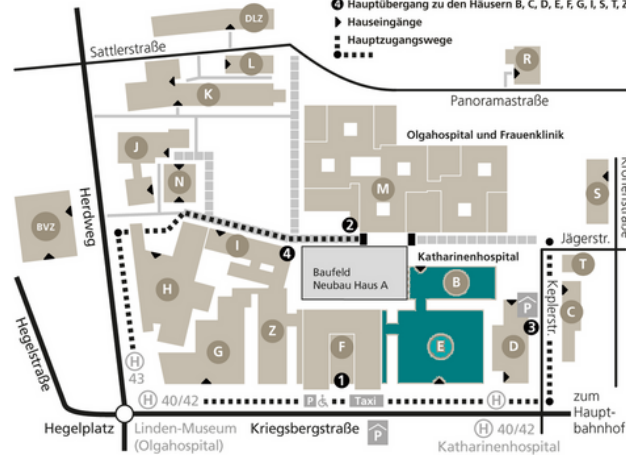 4 Hauptübergang zu den Häusern B, C, D, E, F, G, I, S, T, Z
Hauseingänge
Hauptzugangswege
DLZ
Sattlerstraße
L
R
K
Panoramastraße
Olgahospital und Frauenklinik
J
N
M
S
BVZ
Herdweg
2
Jägerstr.
I
4
Katharinenhospital
Baufeld
Neubau Haus A
H
B
T
Z
P
C
Keplerstr.
Hegelstraße
G
F
E
D
3
H
43
1
H 40/42
P
Taxi
H
zum
Haupt-
bahnhof
Hegelplatz
Linden-Museum
(Olgahospital)
Kriegsbergstraße
P
H 40/42
Katharinenhospital